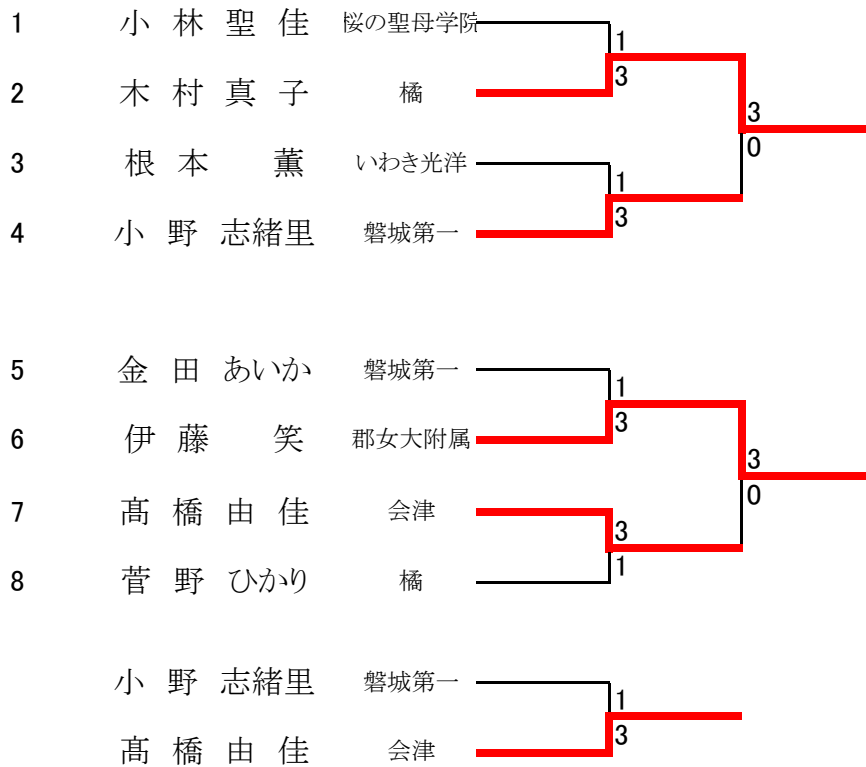 1 小 林 聖 佳 桜の聖母学院
1
3
2 木 村 真 子 橘
3
0
3 根 本 薫 いわき光洋
1
3
4 小 野 志緒里 磐城第一
5 金 田 あいか 磐城第一
1
3
6 伊 藤 笑 郡女大附属
3
0
7 髙 橋 由 佳 会津
3
1
8 菅 野 ひかり 橘
小 野 志緒里 磐城第一
1
3
髙 橋 由 佳 会津